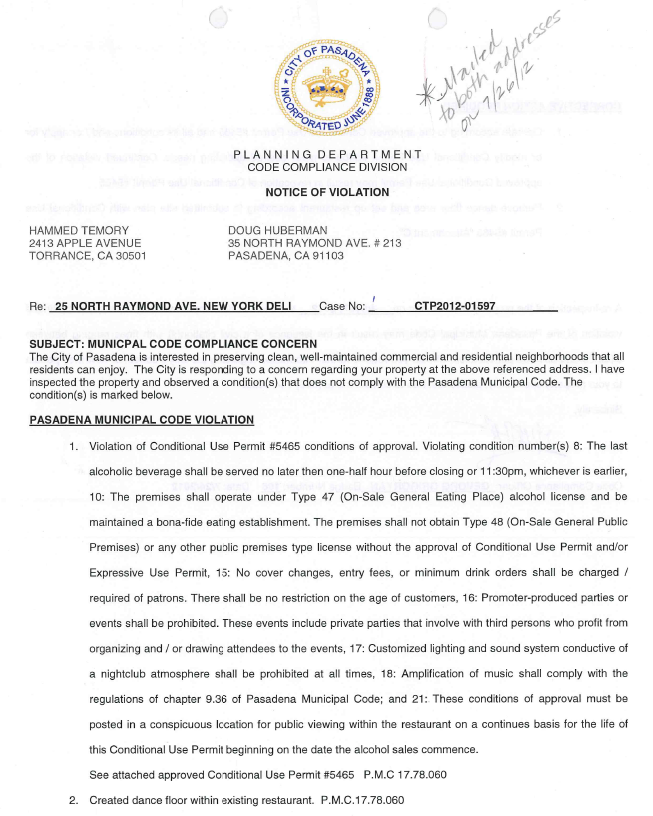 CITY OF PASADENA
INCORPORATED JUNE 1886
* Mailed
to both addresses
on 7/26/12
PLANNING DEPARTMENT
CODE COMPLIANCE DIVISION
NOTICE OF VIOLATION
HAMMED TEMORY DOUG HUBERMAN
2413 APPLE AVENUE 35 NORTH RAYMOND AVE. # 213
TORRANCE, CA 30501 PASADENA, CA 91103
Re: 25 NORTH RAYMOND AVE. NEW YORK DELI Case No: CTP2012-01597
SUBJECT: MUNICPAL CODE COMPLIANCE CONCERN
The City of Pasadena is interested in preserving clean, well-maintained commercial and residential neighborhoods that all
residents can enjoy. The City is responding to a concern regarding your property at the above referenced address. I have
inspected the property and observed a condition(s) that does not comply with the Pasadena Municipal Code. The
condition(s) is marked below.
PASADENA MUNICIPAL CODE VIOLATION
1. Violation of Conditional Use Permit #5465 conditions of approval. Violating condition number(s) 8: The last
alcoholic beverage shall be served no later then one-half hour before closing or 11:30pm, whichever is earlier,
10: The premises shall operate under Type 47 (On-Sale General Eating Place) alcohol license and be
maintained a bona-fide eating establishment. The premises shall not obtain Type 48 (On-Sale General Public
Premises) or any other public premises type license without the approval of Conditional Use Permit and/or
Expressive Use Permit, 15: No cover changes, entry fees, or minimum drink orders shall be charged /
required of patrons. There shall be no restriction on the age of customers, 16: Promoter-produced parties or
events shall be prohibited. These events include private parties that involve with third persons who profit from
organizing and / or drawing attendees to the events, 17: Customized lighting and sound system conductive of
a nightclub atmosphere shall be prohibited at all times, 18: Amplification of music shall comply with the
regulations of chapter 9.36 of Pasadena Municipal Code; and 21: These conditions of approval must be
posted in a conspicuous location for public viewing within the restaurant on a continues basis for the life of
this Conditional Use Permit beginning on the date the alcohol sales commence.
See attached approved Conditional Use Permit #5465 P.M.C 17.78.060
2. Created dance floor within existing restaurant. P.M.C.17.78.060